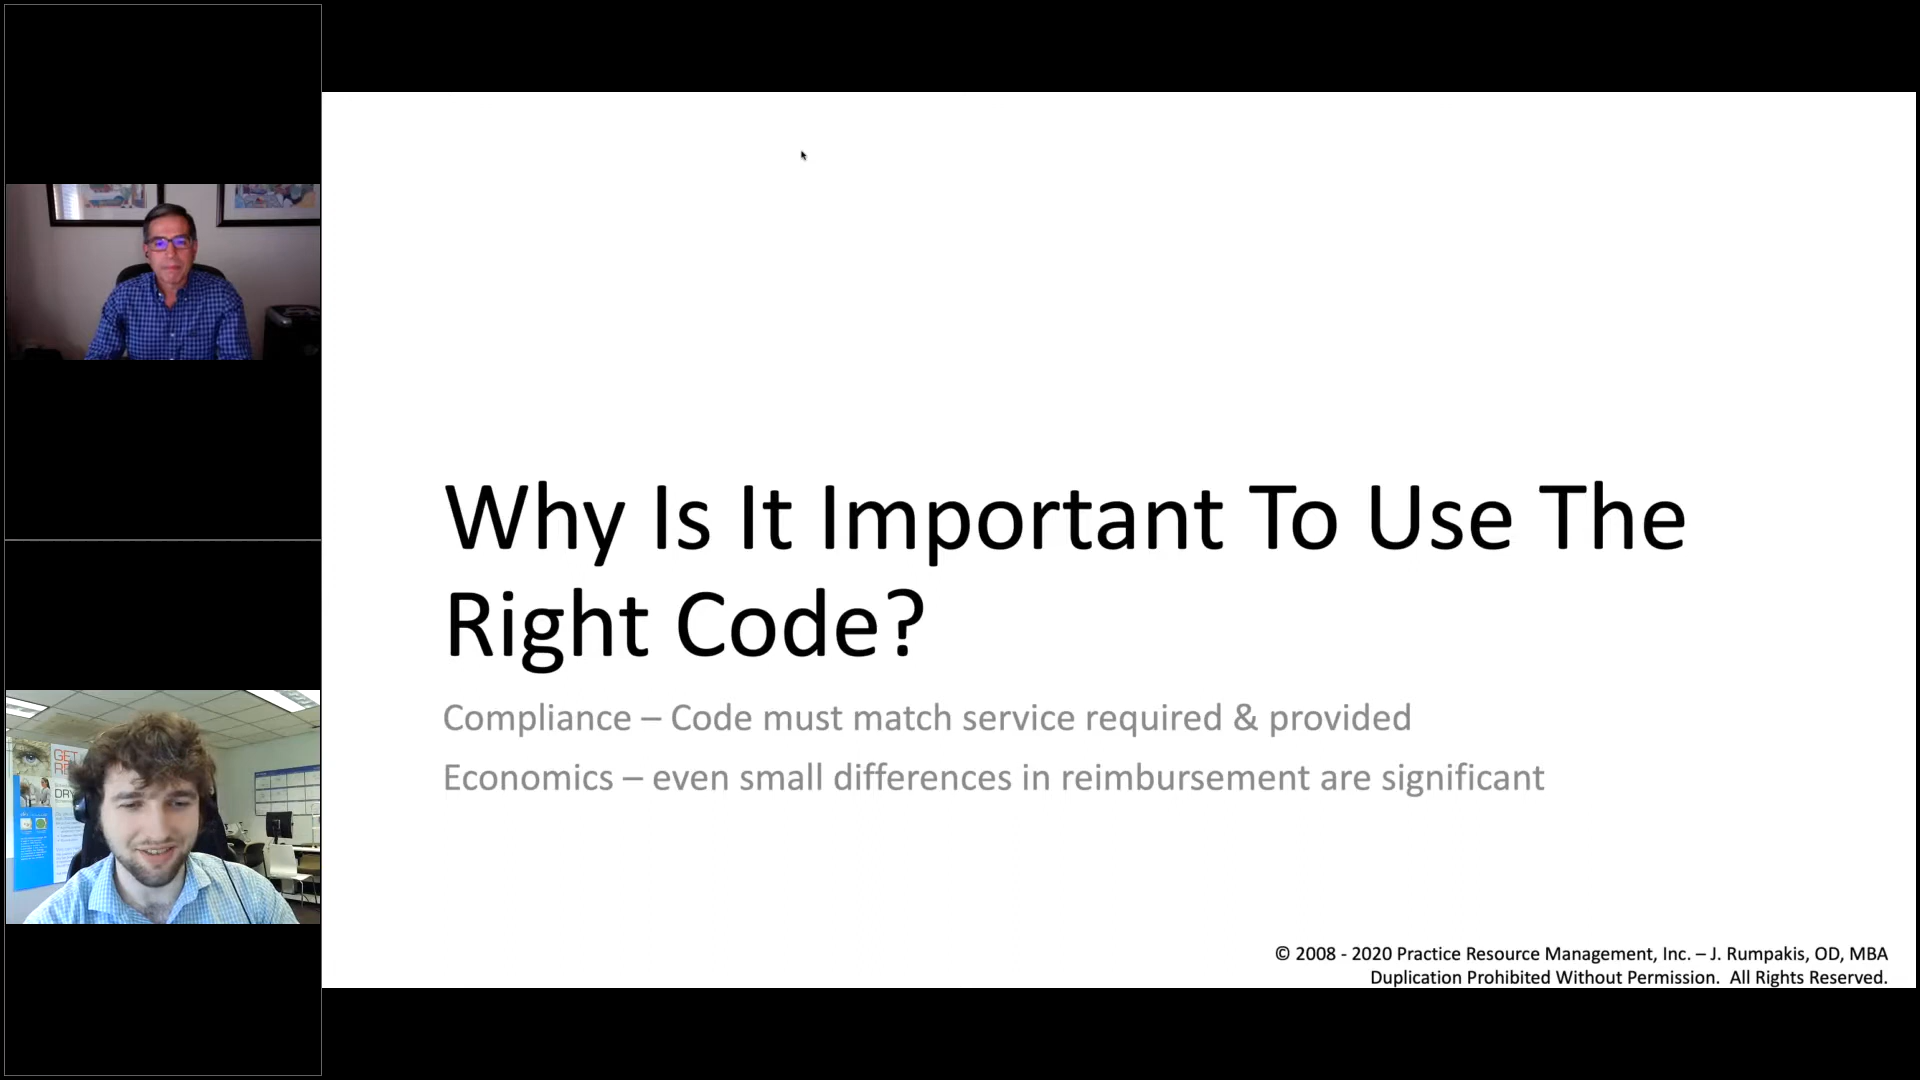 Why Is It Important To Use The
Right Code?
Compliance – Code must match service required & provided
Economics – even small differences in reimbursement are significant
© 2008 - 2020 Practice Resource Management, Inc. – J. Rumpakis, OD, MBA
Duplication Prohibited Without Permission. All Rights Reserved.
GET
DRY